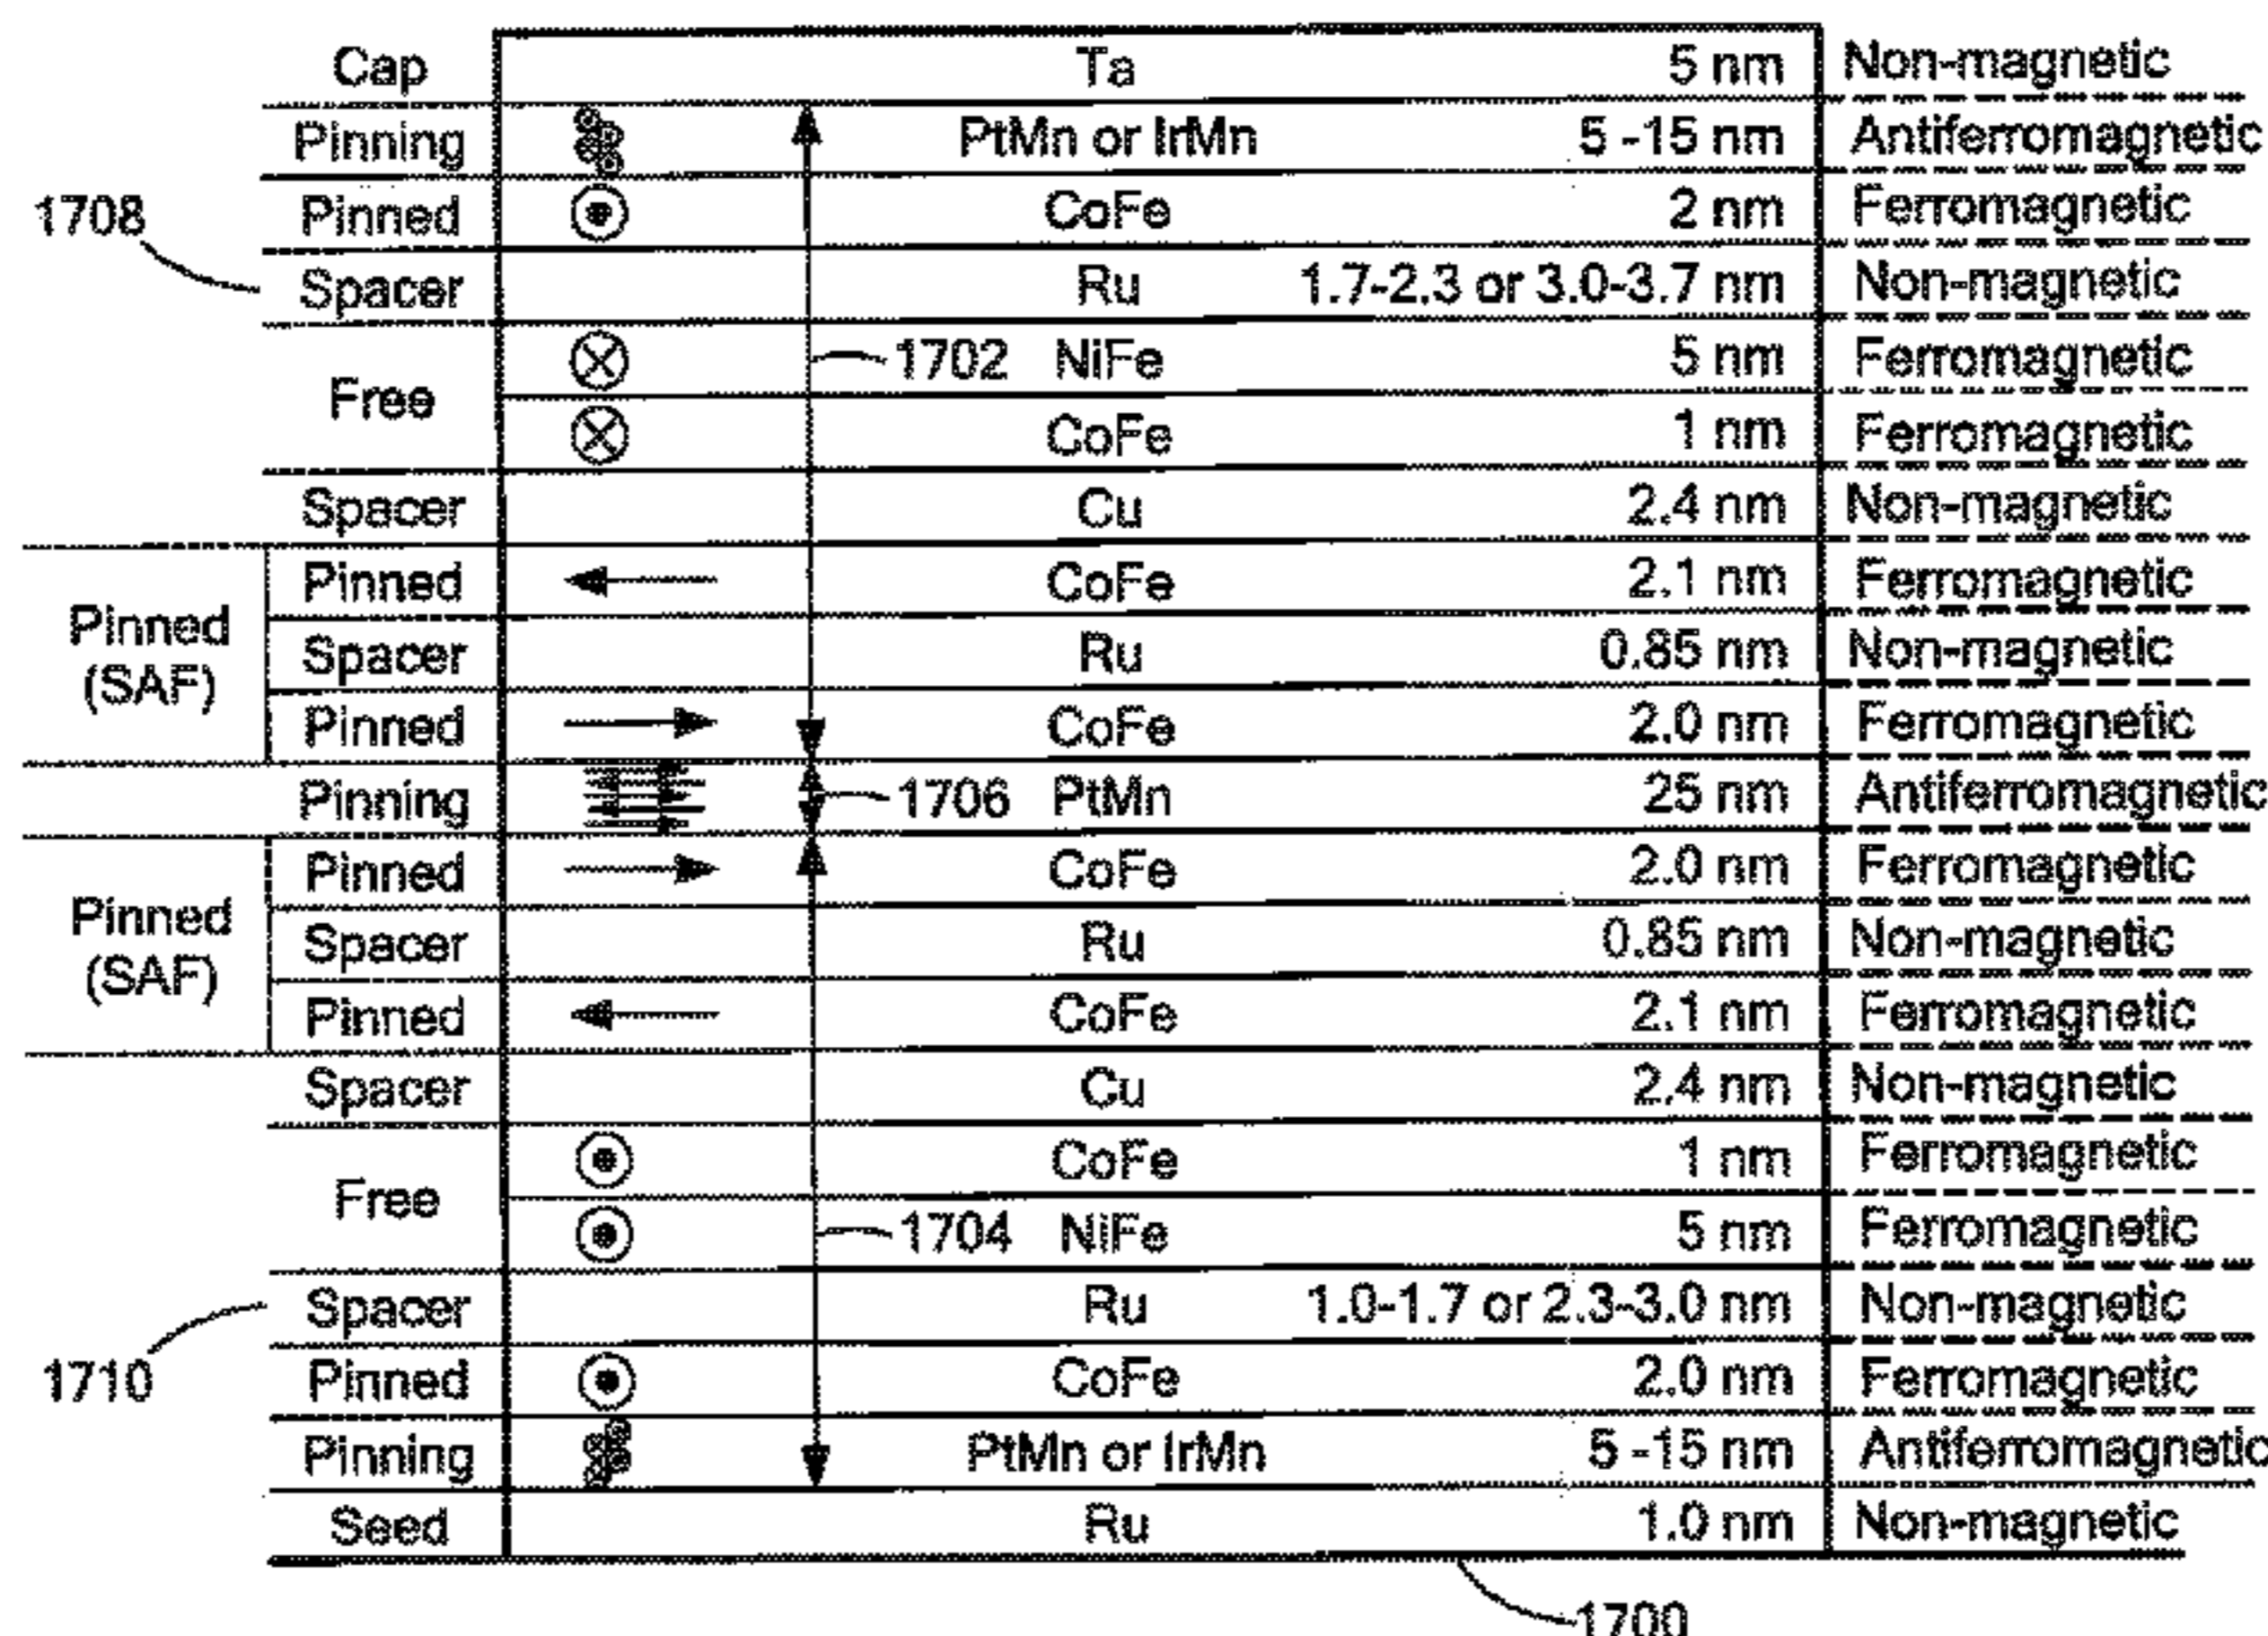 Cap Ta 5 nm Non-magnetic
Pinning PtMn or IrMn 5 -15 nm Antiferromagnetic
1708 Pinned CoFe 2 nm Ferromagnetic
Spacer Ru 1.7-2.3 or 3.0-3.7 nm Non-magnetic
1702 NiFe 5 nm Ferromagnetic
Free
CoFe 1 nm Ferromagnetic
Spacer Cu 2.4 nm Non-magnetic
Pinned CoFe 2.1 nm Ferromagnetic
Pinned (SAF) Spacer Ru 0.85 nm Non-magnetic
Pinned CoFe 2.0 nm Ferromagnetic
Pinning 1706 PtMn 25 nm Antiferromagnetic
Pinned CoFe 2.0 nm Ferromagnetic
Pinned (SAF) Spacer Ru 0.85 nm Non-magnetic
Pinned CoFe 2.1 nm Ferromagnetic
Spacer Cu 2.4 nm Non-magnetic
CoFe 1 nm Ferromagnetic
Free
1704 NiFe 5 nm Ferromagnetic
Spacer Ru 1.0-1.7 or 2.3-3.0 nm Non-magnetic
1710 Pinned CoFe 2.0 nm Ferromagnetic
Pinning PtMn or IrMn 5 -15 nm Antiferromagnetic
Seed Ru 1.0 nm Non-magnetic
1700